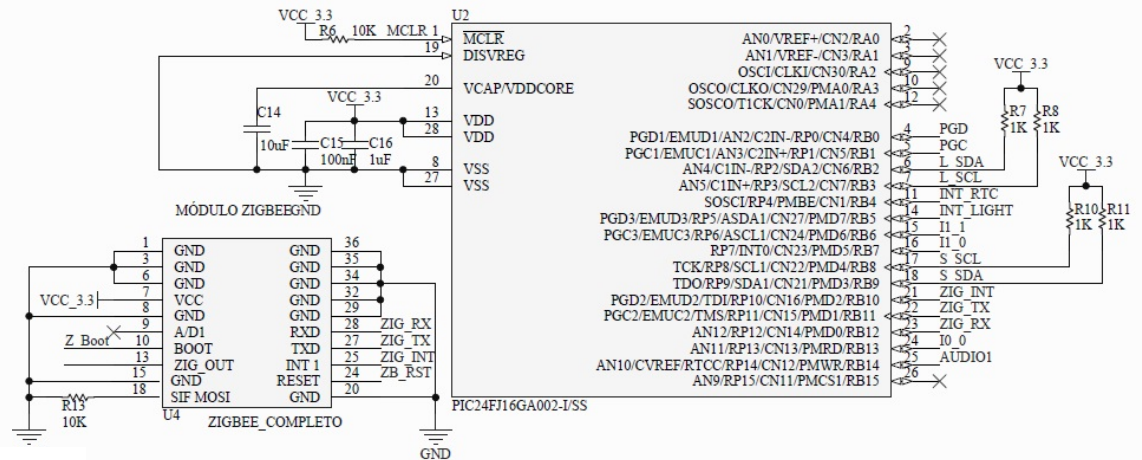 VCC_3.3
R6 10K MCLR 1
19
20
C14
10uF
VCC_3.3
13
28
C15
100nF
C16
1uF
8
27
GND
U2
MCLR
DISVREG
VCAP/VDDCORE
VDD
VDD
VSS
VSS
AN0/VREF+/CN2/RA0 2
AN1/VREF-/CN3/RA1 3
OSCI/CLKI/CN30/RA2 9
OSCO/CLKO/CN29/PMA0/RA3 10
SOSCO/T1CK/CN0/PMA1/RA4 12
PGD1/EMUD1/AN2/C2IN-/RP0/CN4/RB0 4 PGD
PGC1/EMUC1/AN3/C2IN+/RP1/CN5/RB1 5 PGC
AN4/C1IN-/RP2/SDA2/CN6/RB2 6 L_SDA
AN5/C1IN+/RP3/SCL2/CN7/RB3 7 L_SCL
SOSCI/RP4/PMBE/CN1/RB4 11 INT_RTC
PGD3/EMUD3/RP5/ASDA1/CN27/PMD7/RB5 14 INT_LIGHT
PGC3/EMUC3/RP6/ASCL1/CN24/PMD6/RB6 15 I1_1
RP7/INT0/CN23/PMD5/RB7 16 I1_0
TCK/RP8/SCL1/CN22/PMD4/RB8 17 S_SCL
TDO/RP9/SDA1/CN21/PMD3/RB9 18 S_SDA
PGD2/EMUD2/TDI/RP10/CN16/PMD2/RB10 21 ZIG_INT
PGC2/EMUC2/TMS/RP11/CN15/PMD1/RB11 22 ZIG_TX
AN12/RP12/CN14/PMD0/RB12 23 ZIG_RX
AN11/RP13/CN13/PMRD/RB13 24 I0_0
AN10/CVREF/RTCC/RP14/CN12/PMWR/RB14 25 AUDIO1
AN9/RP15/CN11/PMCS1/RB15 26
PIC24FJ16GA002-I/SS
VCC_3.3
R7 R8
1K 1K
VCC_3.3
R10 R11
1K 1K
MÓDULO ZIGBEE
1 GND GND 36
3 GND GND 35
6 GND GND 34
VCC_3.3 7 VCC GND 32
8 GND GND 29
9 A/D1 RXD 28 ZIG_RX
Z_Boot 10 BOOT TXD 27 ZIG_TX
13 ZIG_OUT INT 1 25 ZIG_INT
15 GND RESET 24 ZB_RST
18 SIF MOSI GND 20
R13
10K
U4
ZIGBEE_COMPLETO
GND